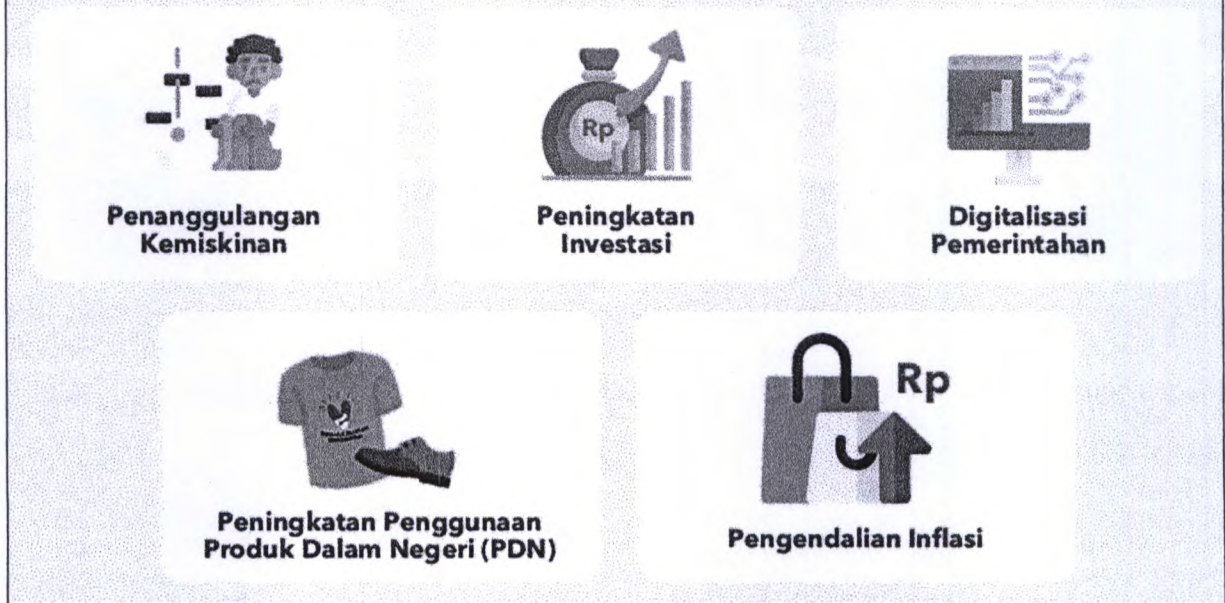 Penanggulangan
Kemiskinan
Rp
Peningkatan
Investasi
Digitalisasi
Pemerintahan
Peningkatan Penggunaan
Produk Dalam Negeri (PDN)
Rp
Pengendalian Inflasi